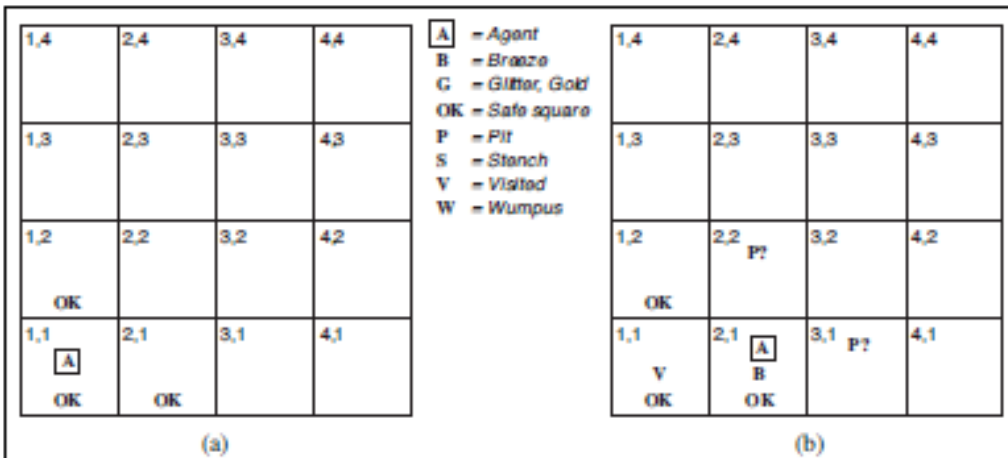 1,4 2,4 3,4 4,4
1,3 2,3 3,3 4,3
1,2 2,2 3,2 4,2
OK
1,1 2,1 3,1 4,1
A
OK OK
(a)
A = Agent
B = Breeze
G = Glitter, Gold
OK = Safe square
P = Pit
S = Stench
V = Visited
W = Wumpus
1,4 2,4 3,4 4,4
1,3 2,3 3,3 4,3
1,2 2,2 3,2 4,2
P?
OK
1,1 2,1 3,1 4,1
A P?
V B
OK OK
(b)